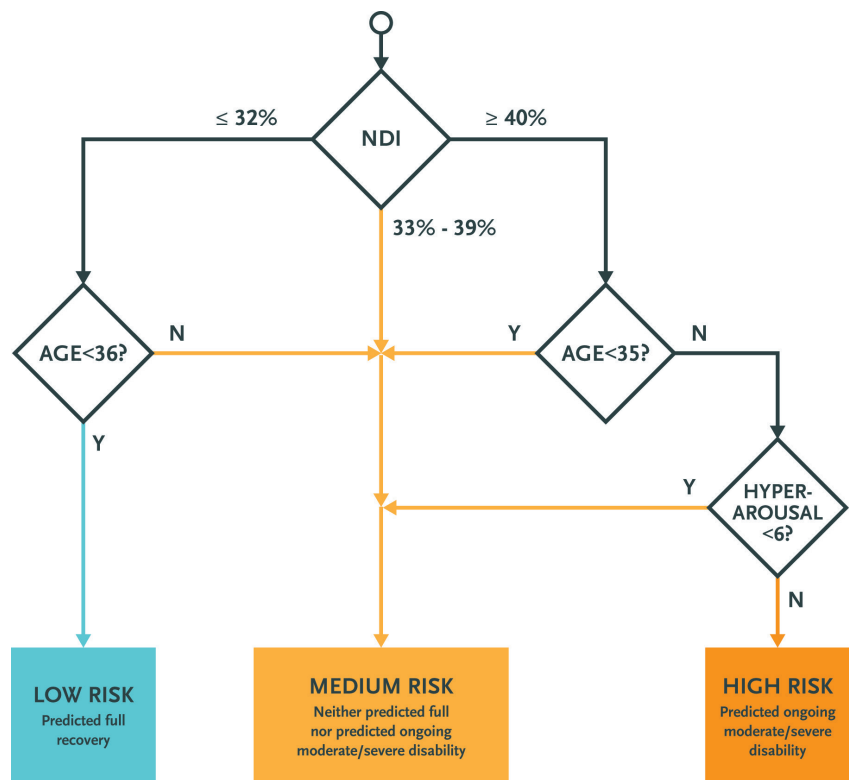 ≤ 32%
NDI
≥ 40%
33% - 39%
AGE<36?
N
Y
AGE<35?
N
Y
Y
HYPER-
AROUSAL
<6?
N
LOW RISK
Predicted full
recovery
MEDIUM RISK
Neither predicted full
nor predicted ongoing
moderate/severe disability
HIGH RISK
Predicted ongoing
moderate/severe
disability